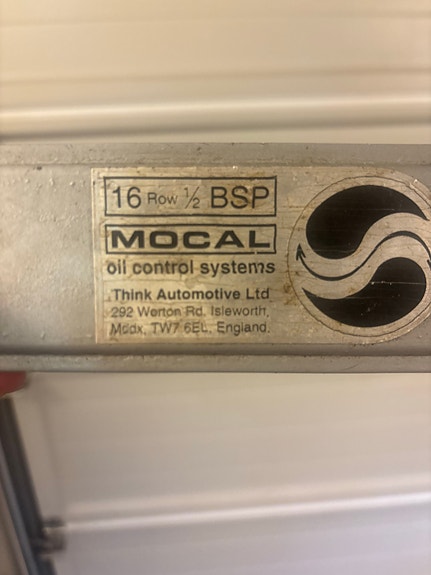 16 Row ½ BSP
MOCAL
oil control systems
Think Automotive Ltd
292 Worton Rd, Isleworth,
Mddx, TW7 6EL, England.